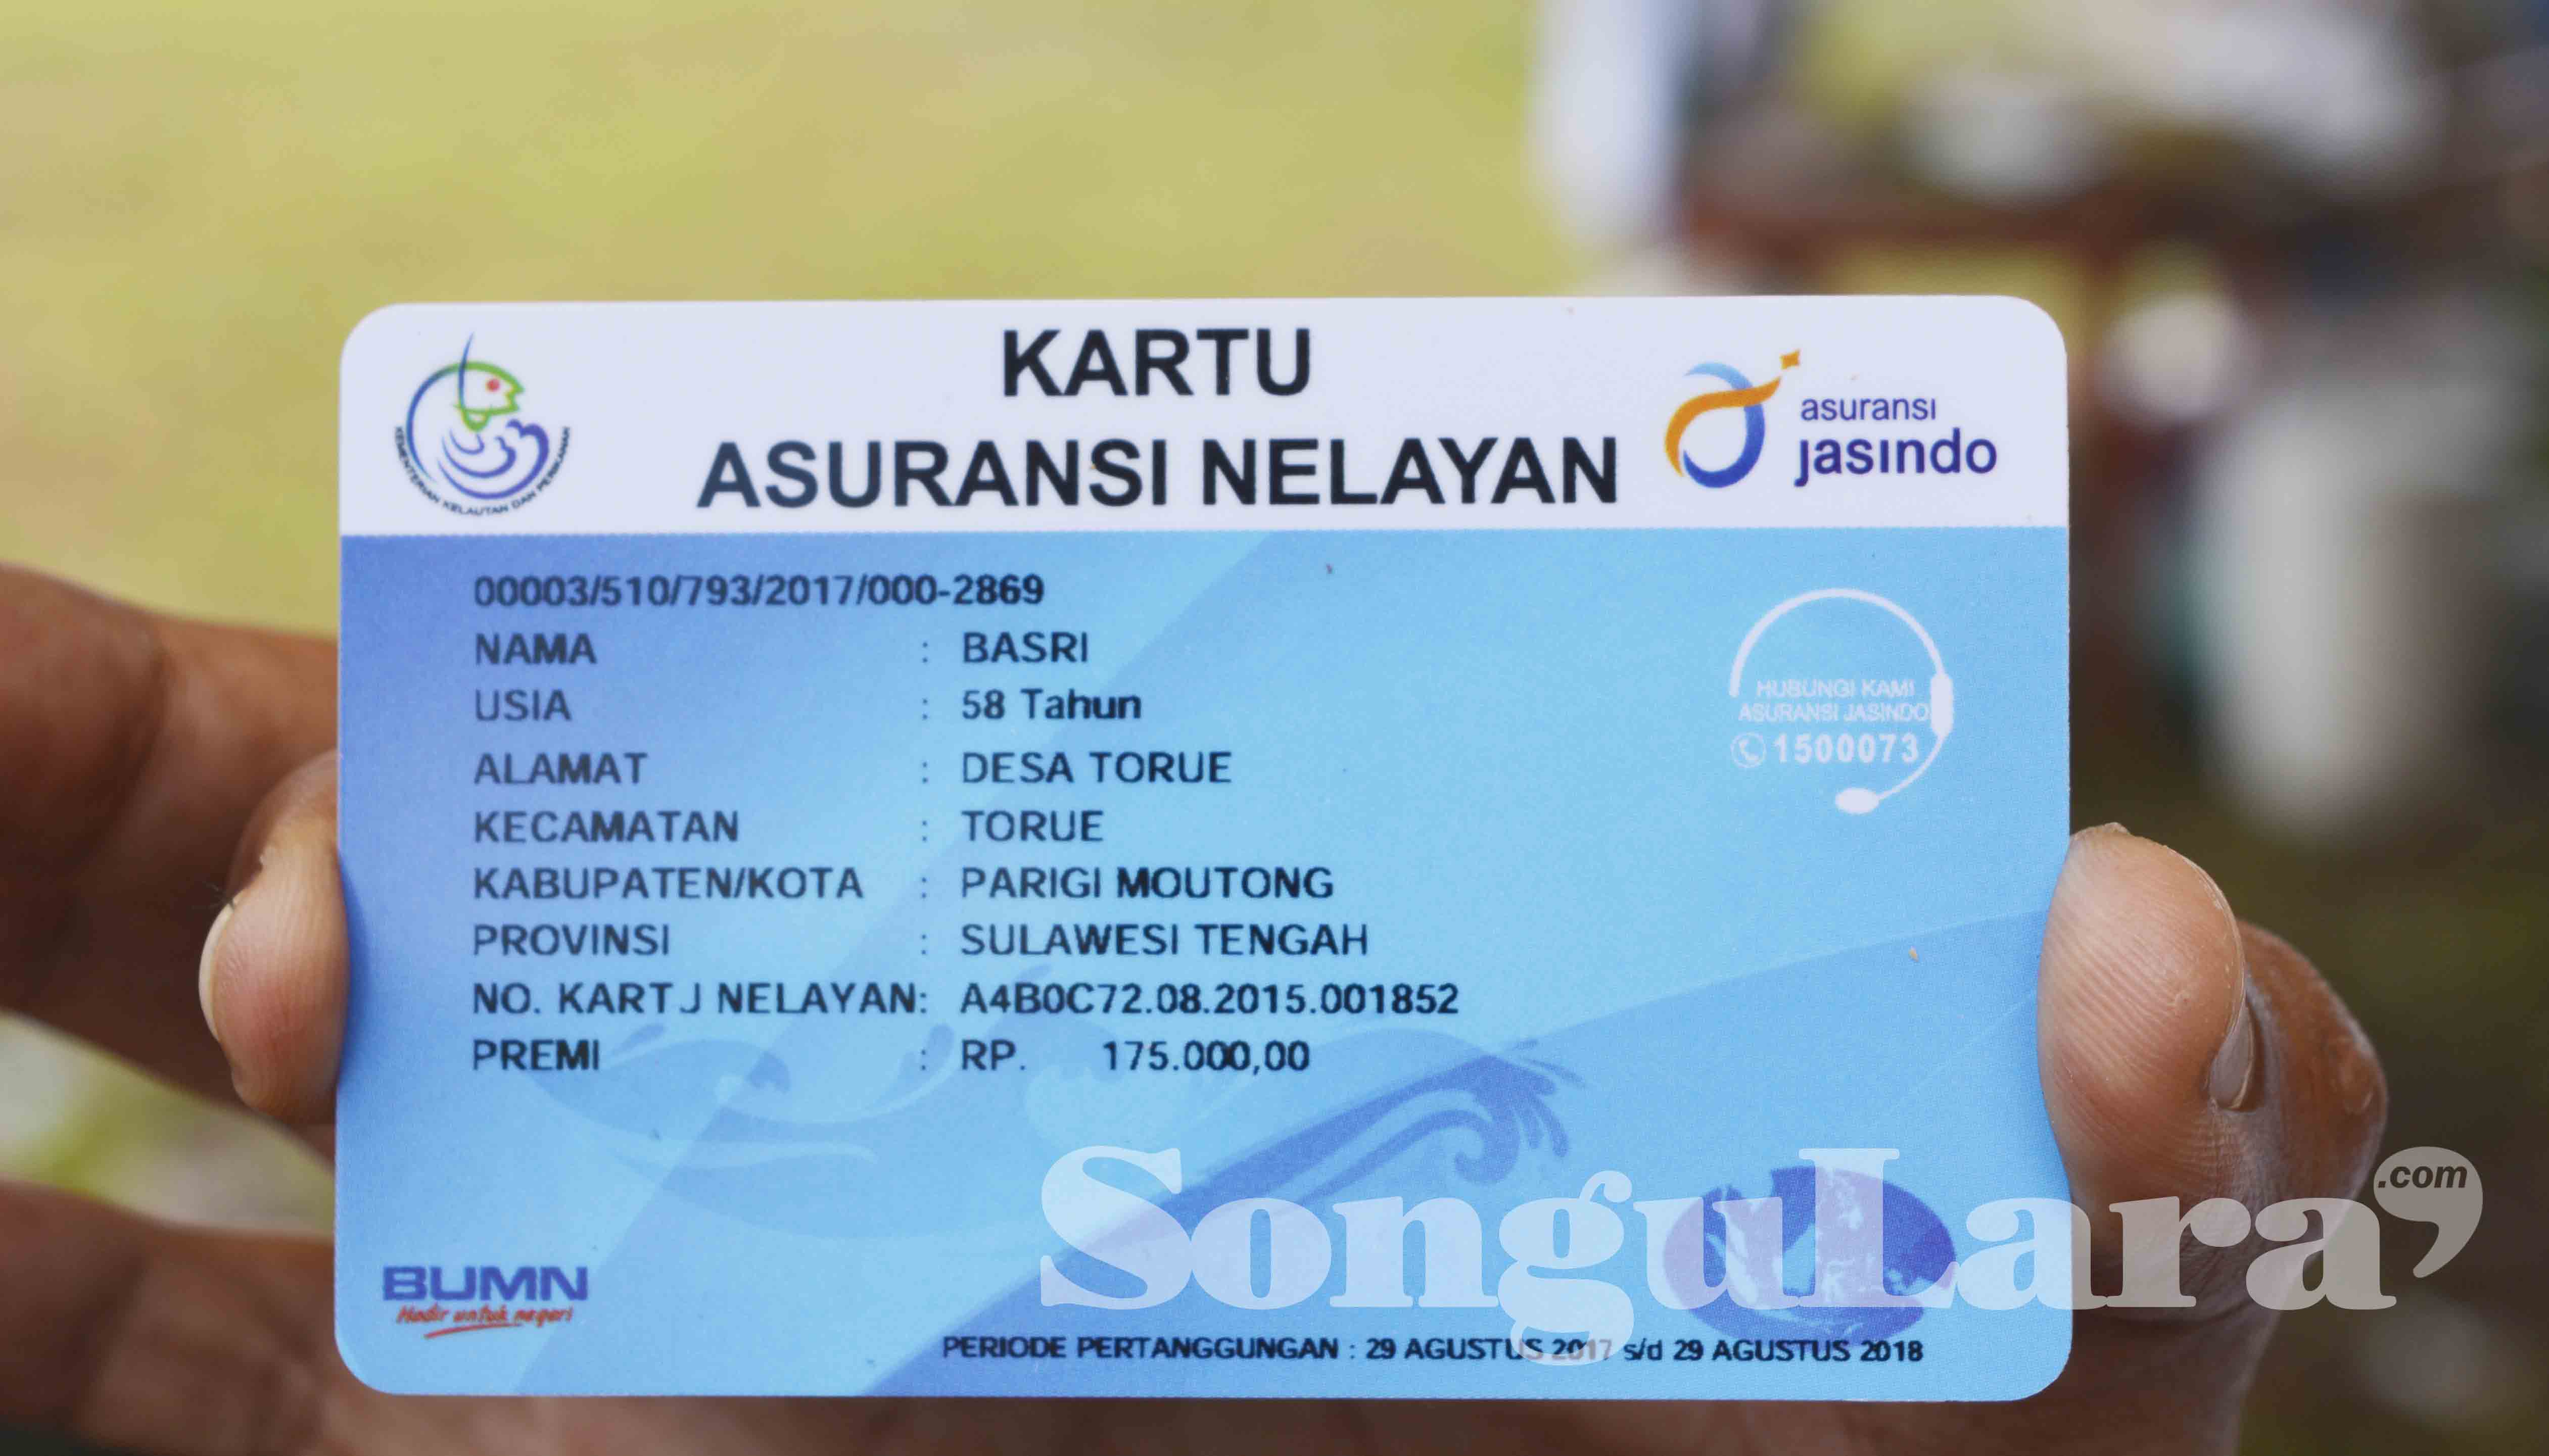 KARTU
ASURANSI NELAYAN
KEMENTERIAN KELAUTAN DAN PERIKANAN
asuransi
jasindo
00003/510/793/2017/000-2869
NAMA : BASRI
USIA : 58 Tahun
ALAMAT : DESA TORUE
KECAMATAN : TORUE
KABUPATEN/KOTA : PARIGI MOUTONG
PROVINSI : SULAWESI TENGAH
NO. KARTJ NELAYAN: A4B0C72.08.2015.001852
PREMI : RP. 175.000,00
HUBUNGI KAMI
ASURANSI JASINDO
1500073
BUMN
Hadir untuk negeri
SonguLara
.com
PERIODE PERTANGGUNGAN : 29 AGUSTUS 2017 s/d 29 AGUSTUS 2018